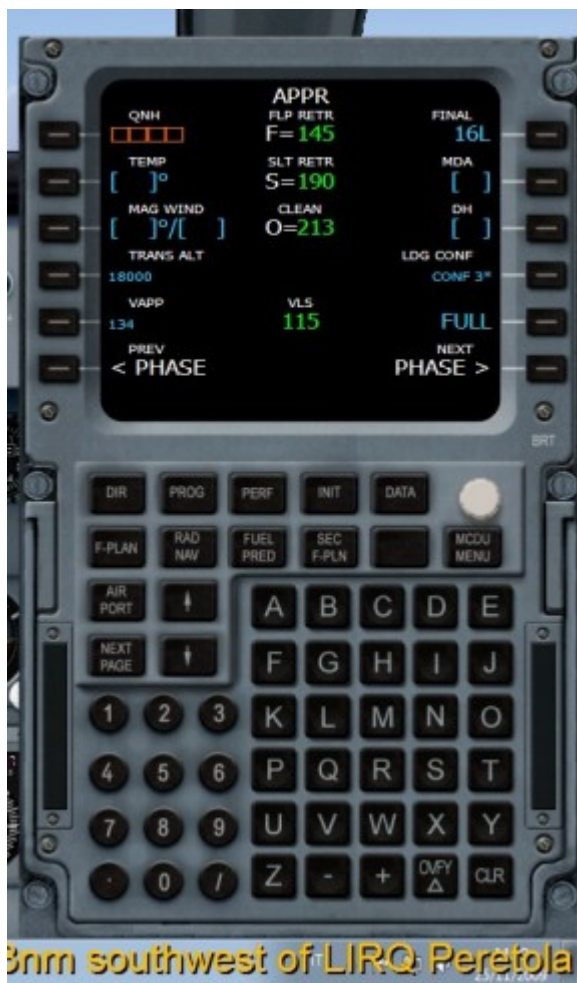 APPR
QNH FLP RETR FINAL
F=145 16L
TEMP SLT RETR MDA
[ ]° S=190 [ ]
MAG WIND CLEAN DH
[ ]°/[ ] O=213 [ ]
TRANS ALT LDG CONF
18000 CONF 3*
VAPP VLS
134 115 FULL
PREV NEXT
< PHASE PHASE >
BRT
DIR PROG PERF INIT DATA
F-PLAN RAD NAV FUEL PRED SEC F-PLN MCDU MENU
AIR PORT
A B C D E
NEXT PAGE
F G H I J
1 2 3 K L M N O
4 5 6 P Q R S T
7 8 9 U V W X Y
. 0 / Z - + OVFY Δ CLR
3nm southwest of LIRQ Peretola